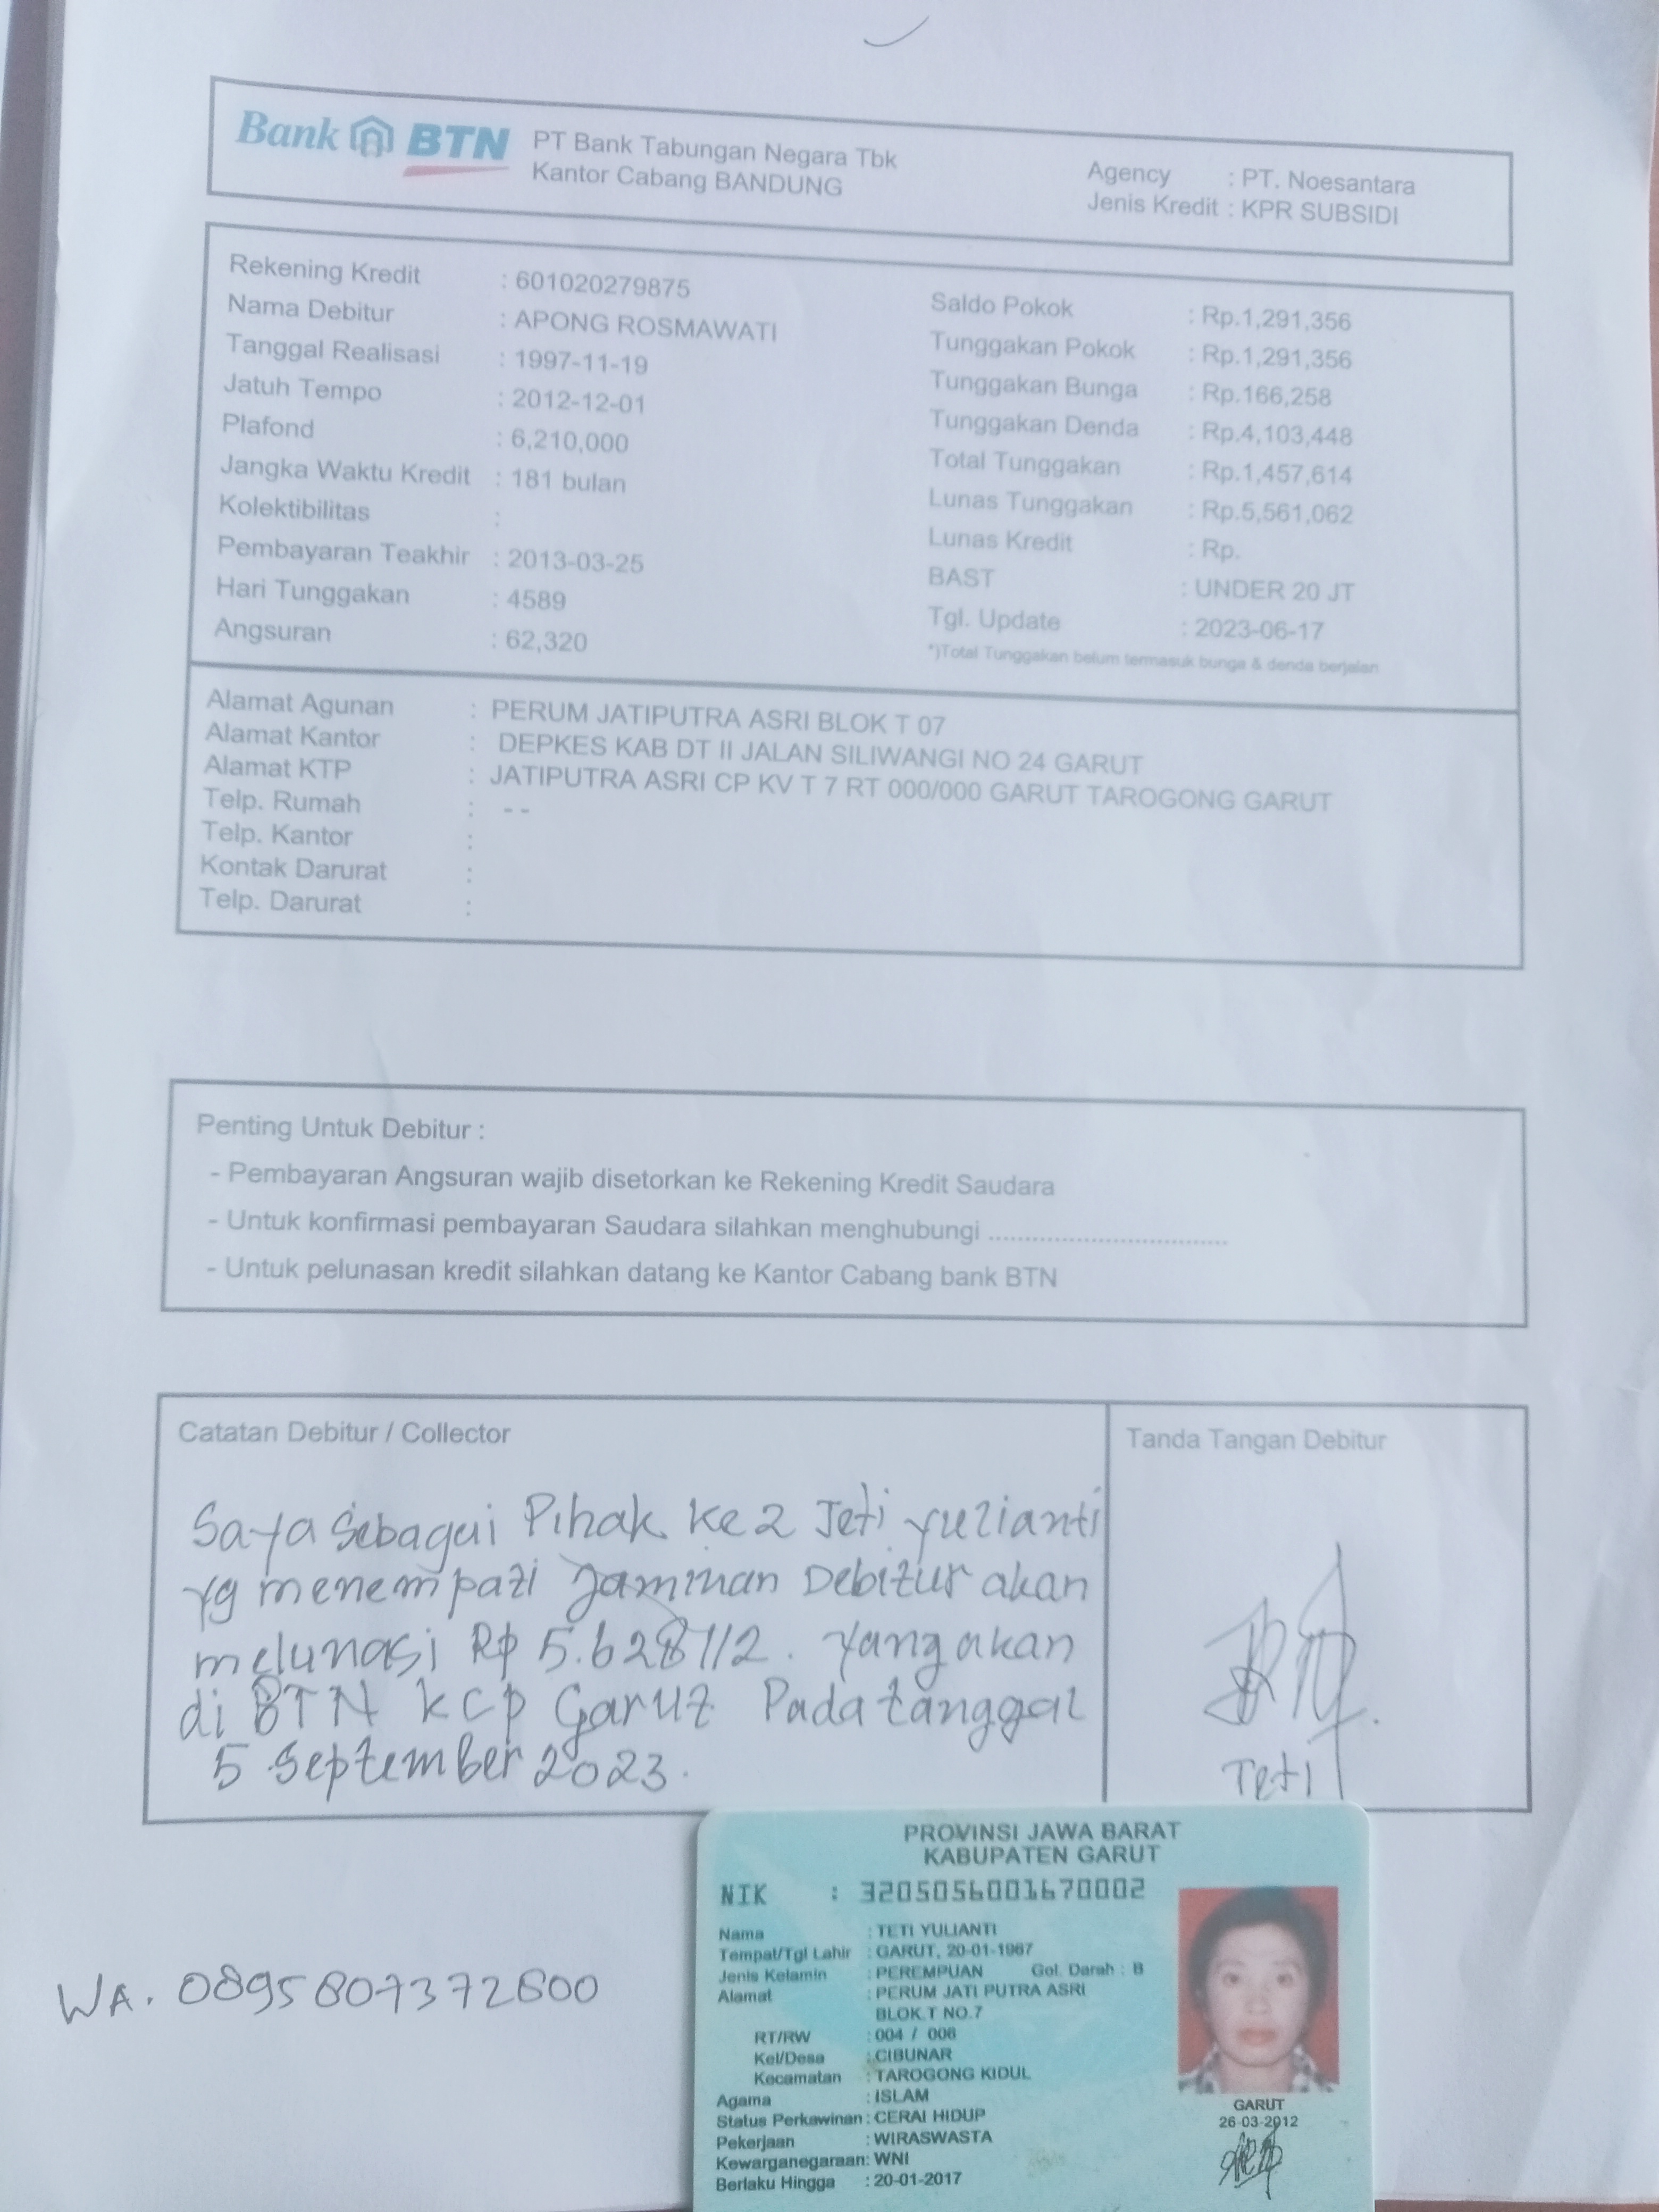 Bank BTN PT Bank Tabungan Negara Tbk
Kantor Cabang BANDUNG
Agency : PT. Noesantara
Jenis Kredit : KPR SUBSIDI
Rekening Kredit : 601020279875
Nama Debitur : APONG ROSMAWATI
Tanggal Realisasi : 1997-11-19
Jatuh Tempo : 2012-12-01
Plafond : 6,210,000
Jangka Waktu Kredit : 181 bulan
Kolektibilitas :
Pembayaran Teakhir : 2013-03-25
Hari Tunggakan : 4589
Angsuran : 62,320
Saldo Pokok : Rp.1,291,356
Tunggakan Pokok : Rp.1,291,356
Tunggakan Bunga : Rp.166,258
Tunggakan Denda : Rp.4,103,448
Total Tunggakan : Rp.1,457,614
Lunas Tunggakan : Rp.5,561,062
Lunas Kredit : Rp.
BAST : UNDER 20 JT
Tgl. Update : 2023-06-17
*)Total Tunggakan belum termasuk bunga & denda berjalan
Alamat Agunan : PERUM JATIPUTRA ASRI BLOK T 07
Alamat Kantor : DEPKES KAB DT II JALAN SILIWANGI NO 24 GARUT
Alamat KTP : JATIPUTRA ASRI CP KV T 7 RT 000/000 GARUT TAROGONG GARUT
Telp. Rumah : - -
Telp. Kantor :
Kontak Darurat :
Telp. Darurat :
Penting Untuk Debitur :
- Pembayaran Angsuran wajib disetorkan ke Rekening Kredit Saudara
- Untuk konfirmasi pembayaran Saudara silahkan menghubungi ................................
- Untuk pelunasan kredit silahkan datang ke Kantor Cabang bank BTN
Catatan Debitur / Collector
Saya sebagai Pihak ke 2 Teti Yulianti
yg menempati Jaminan Debitur akan
melunasi Rp 5.628112. yang akan
di BTN kcp Garut Pada tanggal
5 September 2023.
Tanda Tangan Debitur
Teti
WA. 0895807372600
PROVINSI JAWA BARAT
KABUPATEN GARUT
NIK : 3205056001670002
Nama : TETI YULIANTI
Tempat/Tgl Lahir : GARUT, 20-01-1967
Jenis Kelamin : PEREMPUAN Gol. Darah : B
Alamat : PERUM JATI PUTRA ASRI
BLOK.T NO.7
RT/RW : 004 / 006
Kel/Desa : CIBUNAR
Kecamatan : TAROGONG KIDUL
Agama : ISLAM
Status Perkawinan : CERAI HIDUP
Pekerjaan : WIRASWASTA
Kewarganegaraan: WNI
Berlaku Hingga : 20-01-2017
GARUT
26-03-2012